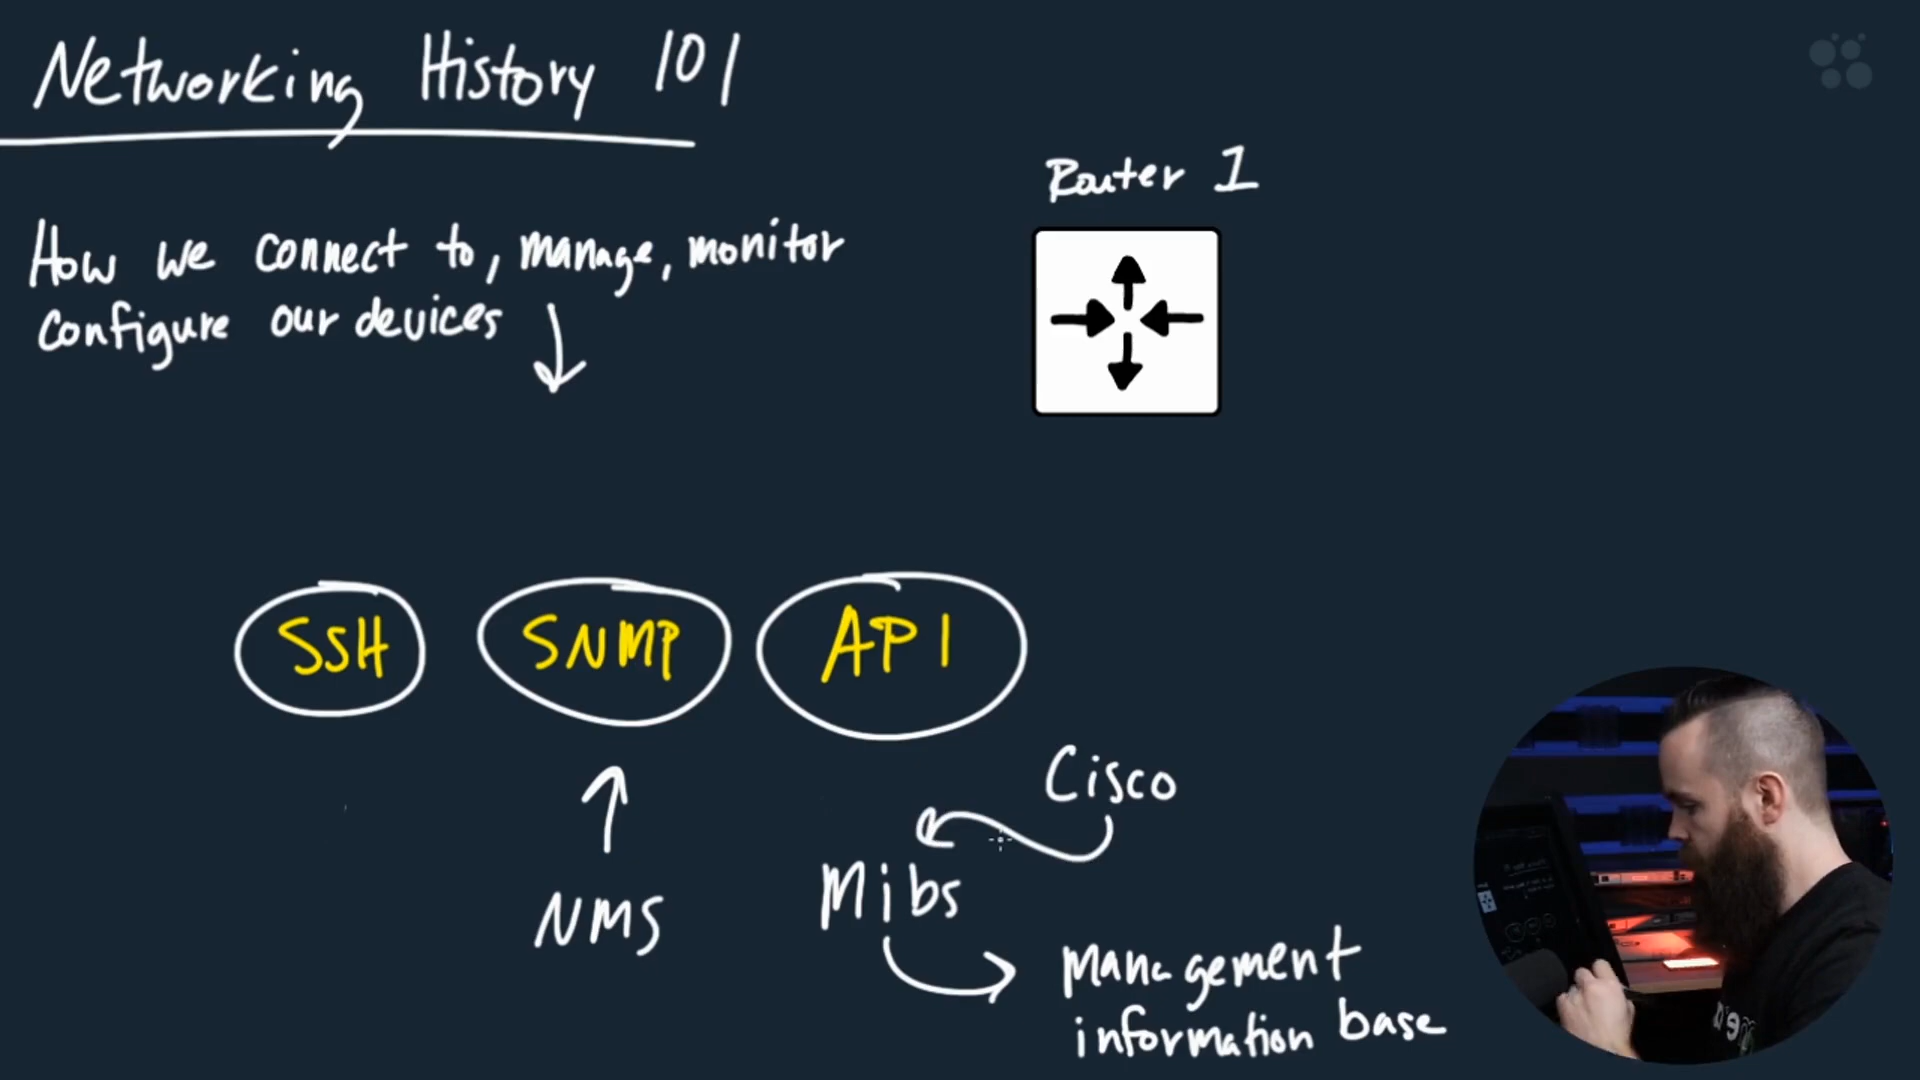 Networking History 101
How we connect to, manage, monitor
configure our devices
Router 1
SSH
SNMP
API
Cisco
NMS
Mibs
Management
information base